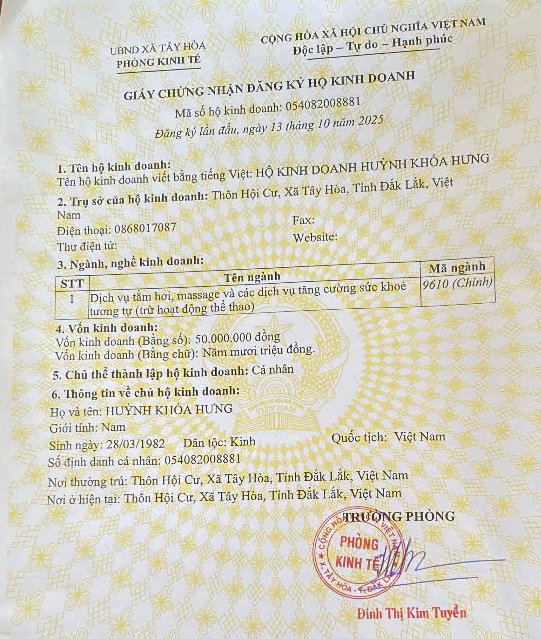 UBND XÃ TÂY HÒA
PHÒNG KINH TẾ
CỘNG HÒA XÃ HỘI CHỦ NGHĨA VIỆT NAM
Độc lập – Tự do – Hạnh phúc
GIẤY CHỨNG NHẬN ĐĂNG KÝ HỘ KINH DOANH
Mã số hộ kinh doanh: 054082008881
Đăng ký lần đầu, ngày 13 tháng 10 năm 2025
1. Tên hộ kinh doanh:
Tên hộ kinh doanh viết bằng tiếng Việt: HỘ KINH DOANH HUỲNH KHÓA HƯNG
2. Trụ sở của hộ kinh doanh: Thôn Hội Cư, Xã Tây Hòa, Tỉnh Đắk Lắk, Việt
Nam
Điện thoại: 0868017087 Fax:
Thư điện tử: Website:
3. Ngành, nghề kinh doanh:
STT Tên ngành Mã ngành
1 Dịch vụ tắm hơi, massage và các dịch vụ tăng cường sức khoẻ 9610 (Chính)
tương tự (trừ hoạt động thể thao)
4. Vốn kinh doanh:
Vốn kinh doanh (Bằng số): 50.000.000 đồng
Vốn kinh doanh (Bằng chữ): Năm mươi triệu đồng.
5. Chủ thể thành lập hộ kinh doanh: Cá nhân
6. Thông tin về chủ hộ kinh doanh:
Họ và tên: HUỲNH KHÓA HƯNG
Giới tính: Nam
Sinh ngày: 28/03/1982 Dân tộc: Kinh Quốc tịch: Việt Nam
Số định danh cá nhân: 054082008881
Nơi thường trú: Thôn Hội Cư, Xã Tây Hòa, Tỉnh Đắk Lắk, Việt Nam
Nơi ở hiện tại: Thôn Hội Cư, Xã Tây Hòa, Tỉnh Đắk Lắk, Việt Nam
TRƯỞNG PHÒNG
PHÒNG
KINH TẾ
Đinh Thị Kim Tuyền